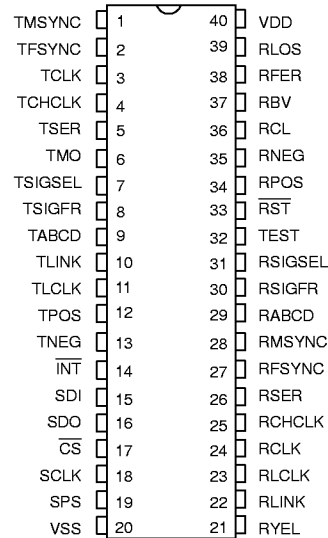 TMSYNC 1 40 VDD
TFSYNC 2 39 RLOS
TCLK 3 38 RFER
TCHCLK 4 37 RBV
TSER 5 36 RCL
TMO 6 35 RNEG
TSIGSEL 7 34 RPOS
TSIGFR 8 33 RST
TABCD 9 32 TEST
TLINK 10 31 RSIGSEL
TLCLK 11 30 RSIGFR
TPOS 12 29 RABCD
TNEG 13 28 RMSYNC
INT 14 27 RFSYNC
SDI 15 26 RSER
SDO 16 25 RCHCLK
CS 17 24 RCLK
SCLK 18 23 RLCLK
SPS 19 22 RLINK
VSS 20 21 RYEL